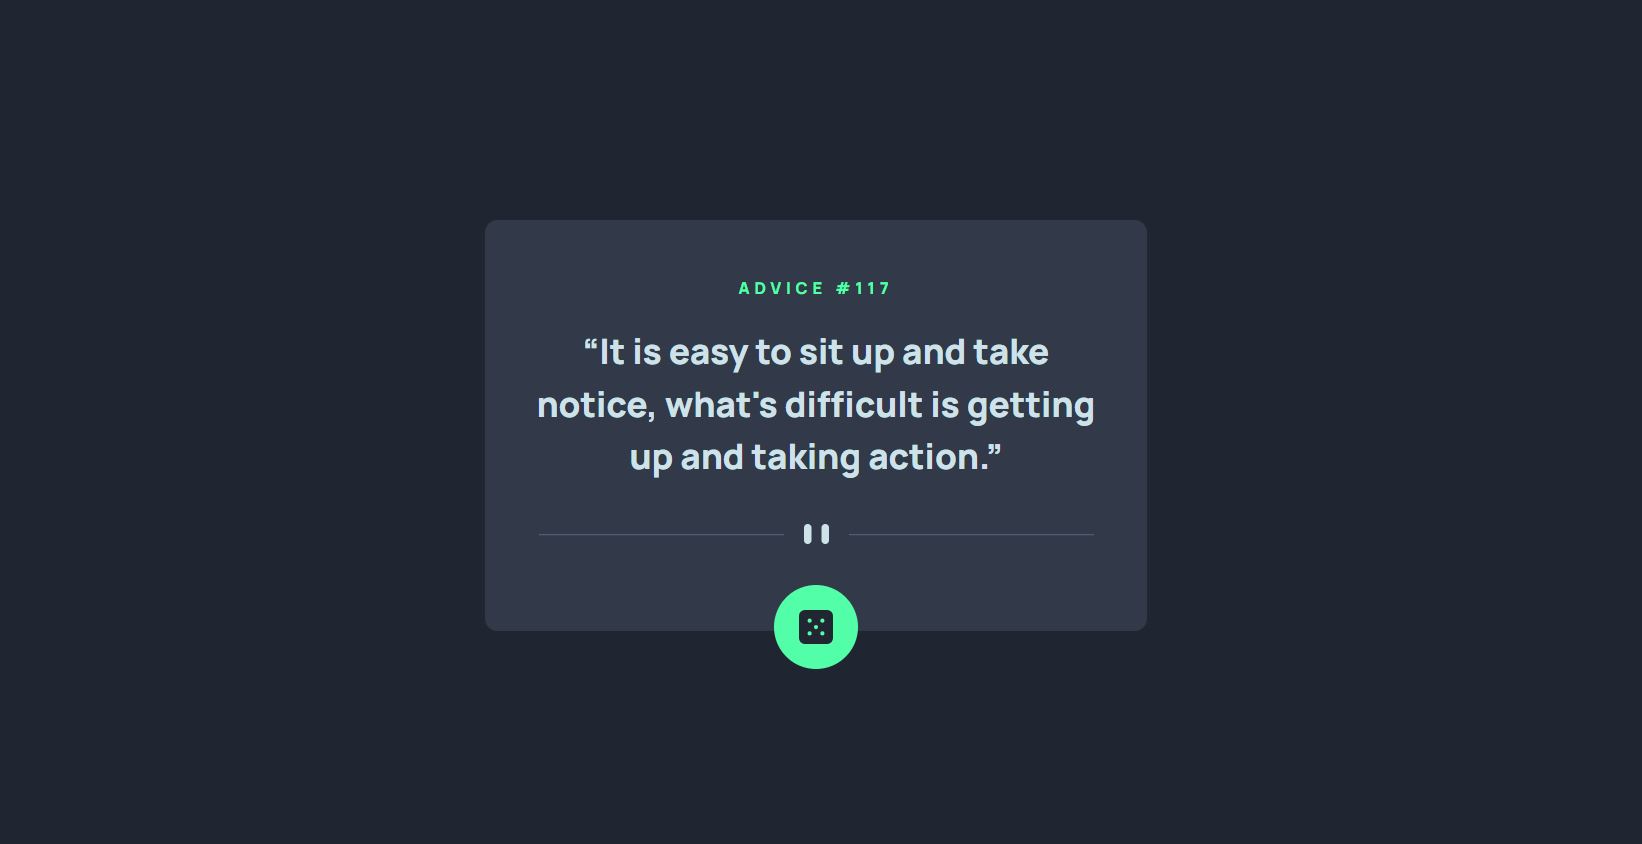 ADVICE #117
“It is easy to sit up and take
notice, what's difficult is getting
up and taking action.”